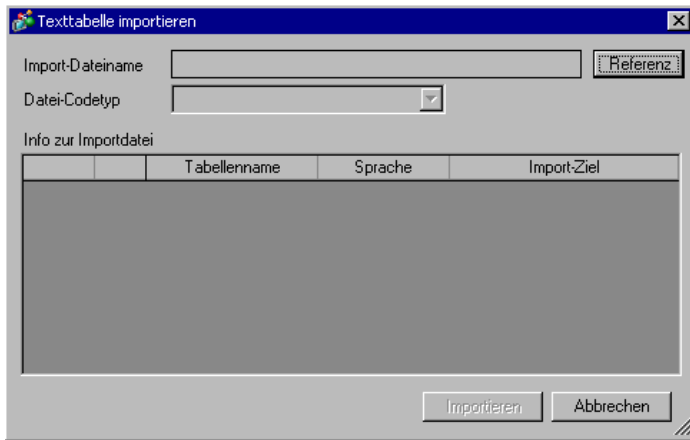 Texttabelle importieren
Import-Dateiname Referenz
Datei-Codetyp
Info zur Importdatei
Tabellenname Sprache Import-Ziel
Importieren Abbrechen